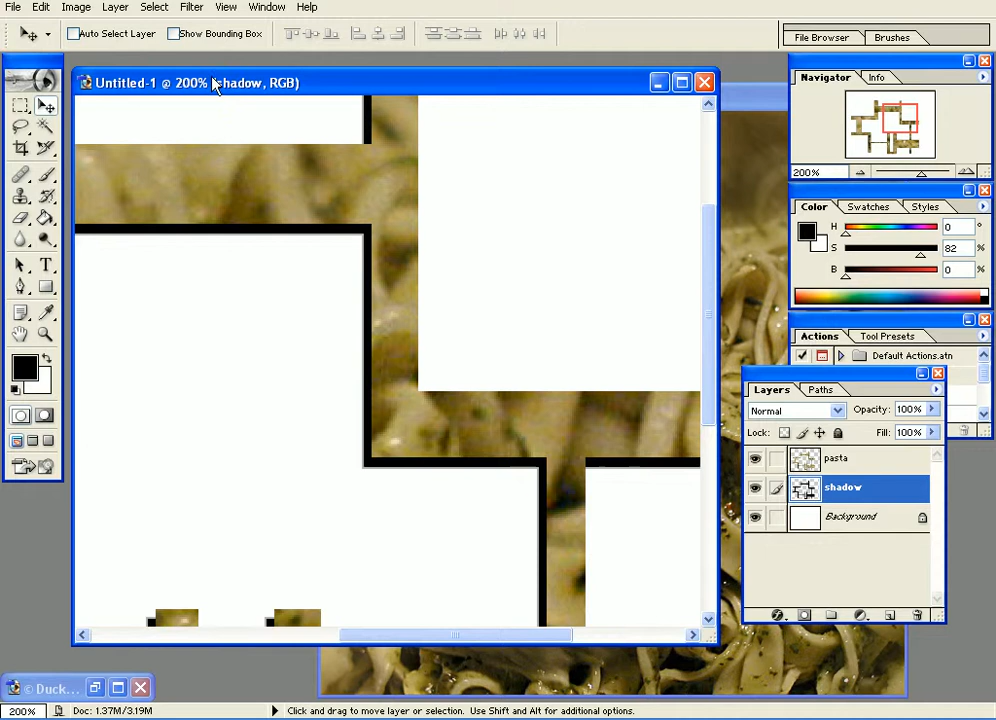 File Edit Image Layer Select Filter View Window Help
Auto Select Layer Show Bounding Box
File Browser Brushes
Untitled-1 @ 200% (shadow, RGB)
Navigator Info
200%
Color Swatches Styles
H 0 °
S 82 %
B 0 %
Actions Tool Presets
Default Actions.atn
Layers Paths
Normal Opacity: 100%
Lock: Fill: 100%
pasta
shadow
Background
T
© Duck...
200% Doc: 1.37M/3.19M Click and drag to move layer or selection. Use Shift and Alt for additional options.